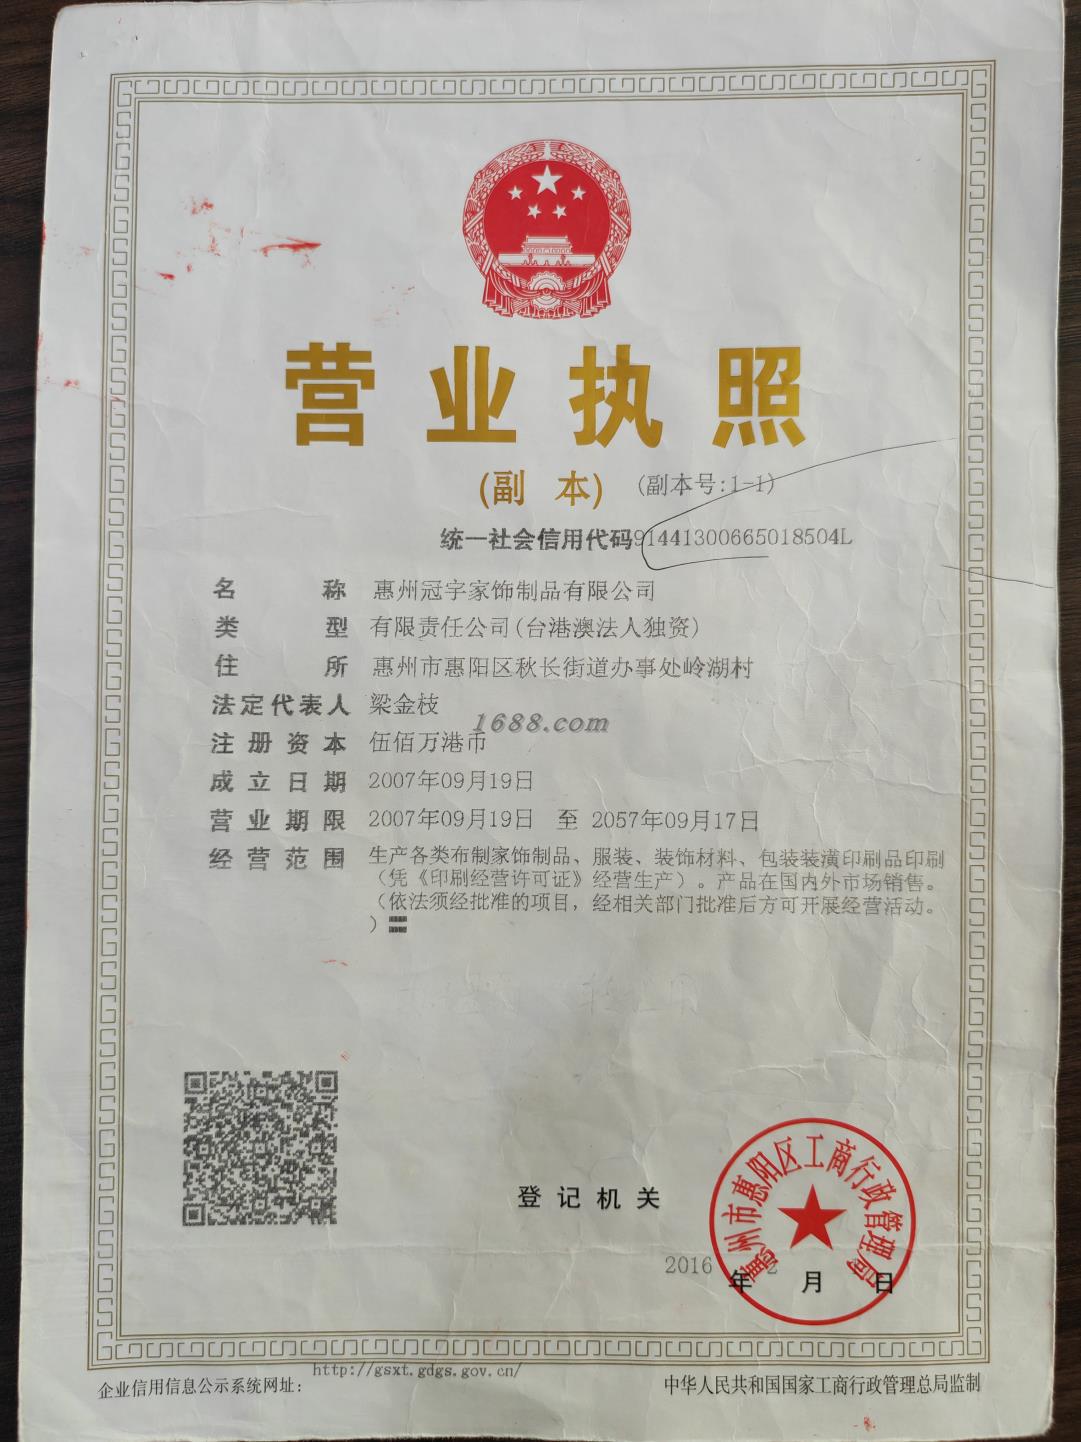 营业执照
(副 本) (副本号:1-1)
统一社会信用代码91441300665018504L
名称 惠州冠宇家饰制品有限公司
类型 有限责任公司(台港澳法人独资)
住所 惠州市惠阳区秋长街道办事处岭湖村
法定代表人 梁金枝
1688.com
注册资本 伍佰万港币
成立日期 2007年09月19日
营业期限 2007年09月19日 至 2057年09月17日
经营范围 生产各类布制家饰制品、服装、装饰材料、包装装潢印刷品印刷
(凭《印刷经营许可证》经营生产)。产品在国内外市场销售。
(依法须经批准的项目,经相关部门批准后方可开展经营活动。
)
惠州市惠阳区工商行政管理局
登记机关
2016年 2月 日
企业信用信息公示系统网址: http://gsxt.gdgs.gov.cn/
中华人民共和国国家工商行政管理总局监制